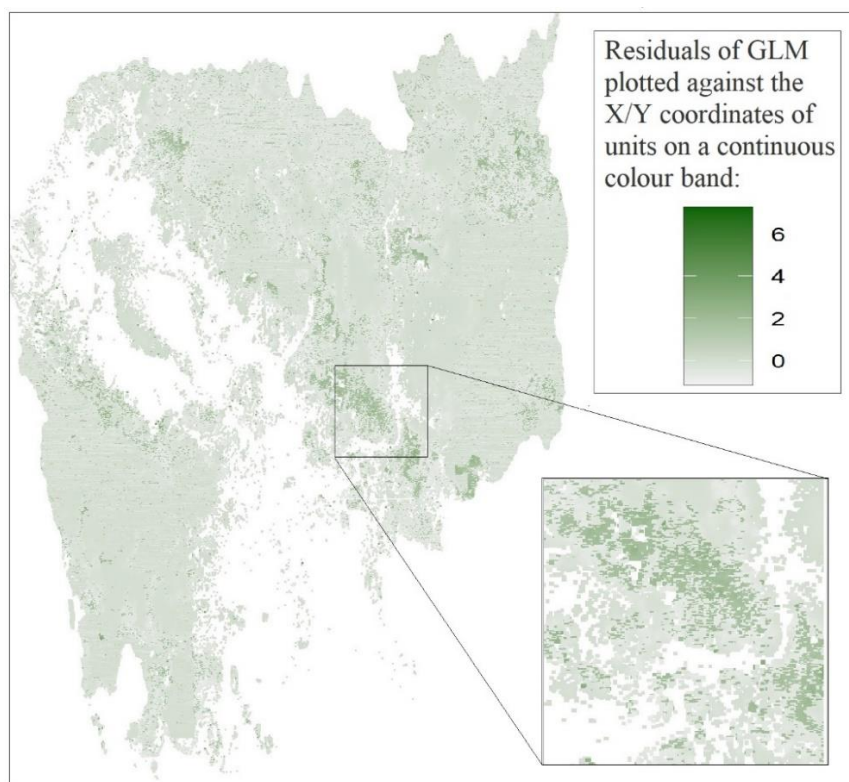 Residuals of GLM
plotted against the
X/Y coordinates of
units on a continuous
colour band:
6
4
2
0